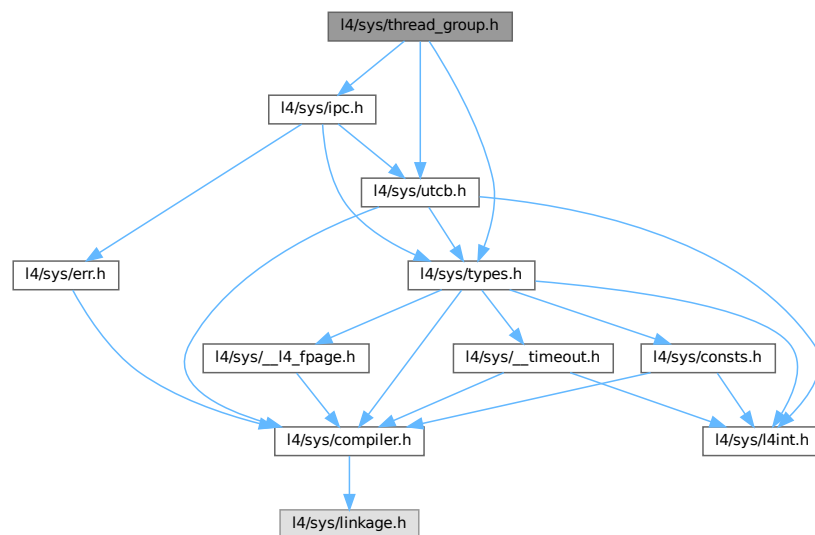 l4/sys/thread_group.h
l4/sys/ipc.h
l4/sys/utcb.h
l4/sys/err.h
l4/sys/types.h
l4/sys/__l4_fpage.h
l4/sys/__timeout.h
l4/sys/consts.h
l4/sys/compiler.h
l4/sys/l4int.h
l4/sys/linkage.h